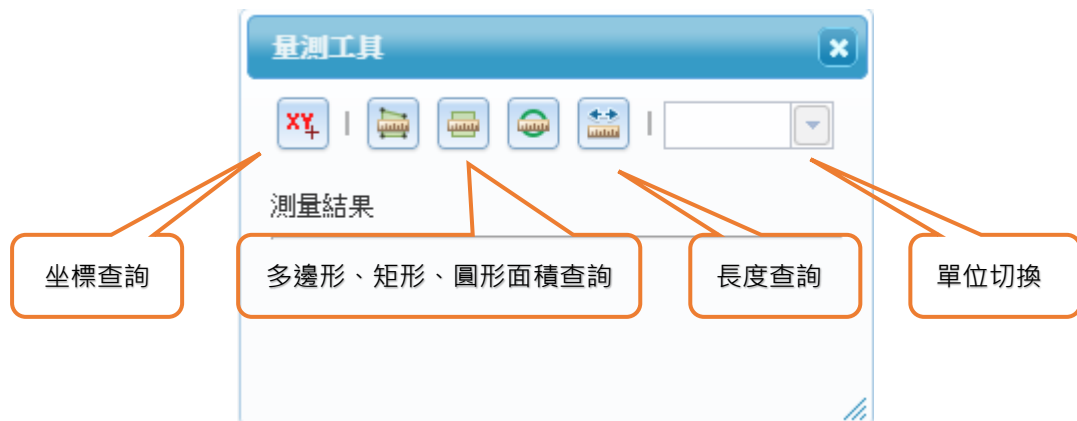 量測工具
XY
測量結果
坐標查詢
多邊形、矩形、圓形面積查詢
長度查詢
單位切換